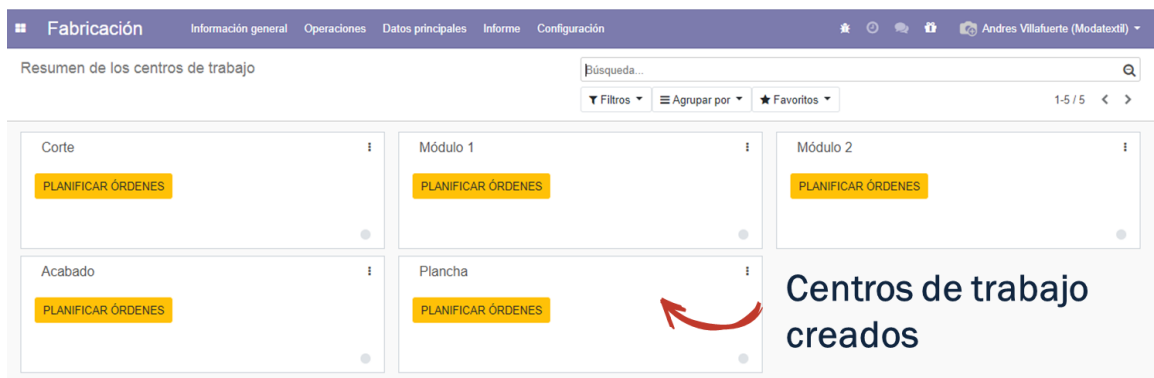 Fabricación Información general Operaciones Datos principales Informe Configuración Andres Villafuerte (Modatextil)
Resumen de los centros de trabajo
Búsqueda...
Filtros Agrupar por Favoritos 1-5 / 5
Corte Módulo 1 Módulo 2
PLANIFICAR ÓRDENES PLANIFICAR ÓRDENES PLANIFICAR ÓRDENES
Acabado Plancha
PLANIFICAR ÓRDENES PLANIFICAR ÓRDENES
Centros de trabajo
creados